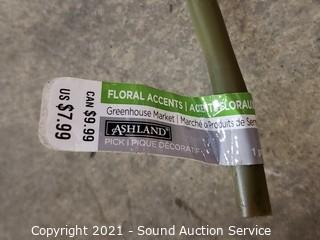 FLORAL ACCENTS |
Greenhouse Market | Marché
ASHLAND
PICK | PIQUE
CAN $9.99
US $7.99
Copyright 2021 - Sound Auction Service